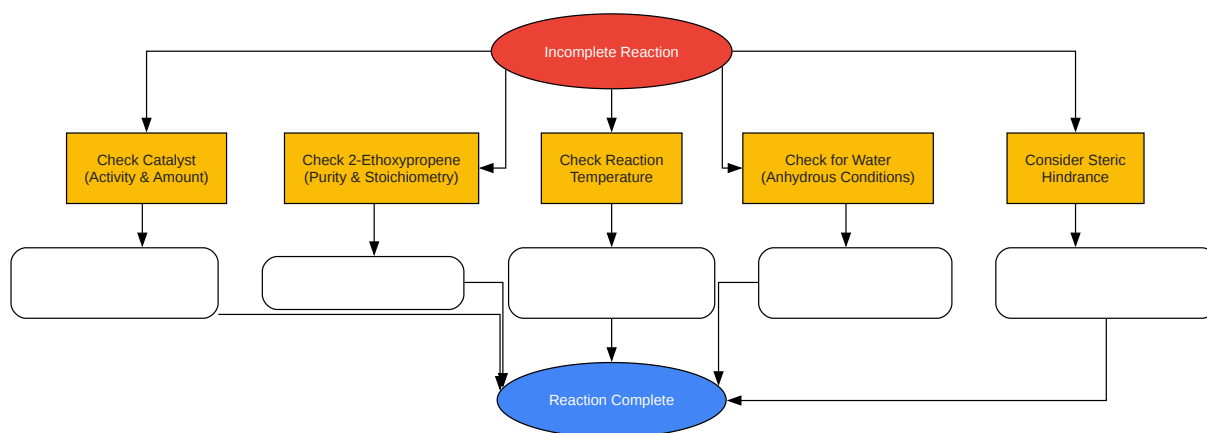 Incomplete Reaction
Check Catalyst
(Activity & Amount)
Check 2-Ethoxypropene
(Purity & Stoichiometry)
Check Reaction
Temperature
Check for Water
(Anhydrous Conditions)
Consider Steric
Hindrance
Reaction Complete